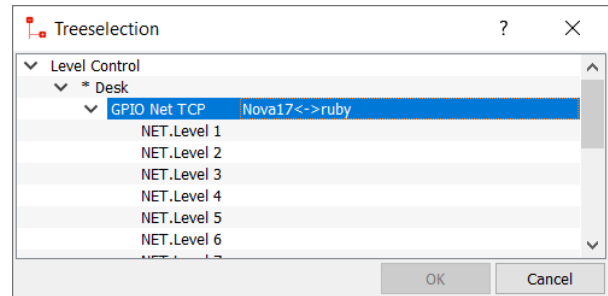 Treeselection ?
Level Control
* Desk
GPIO Net TCP Nova17<->ruby
NET.Level 1
NET.Level 2
NET.Level 3
NET.Level 4
NET.Level 5
NET.Level 6
OK Cancel